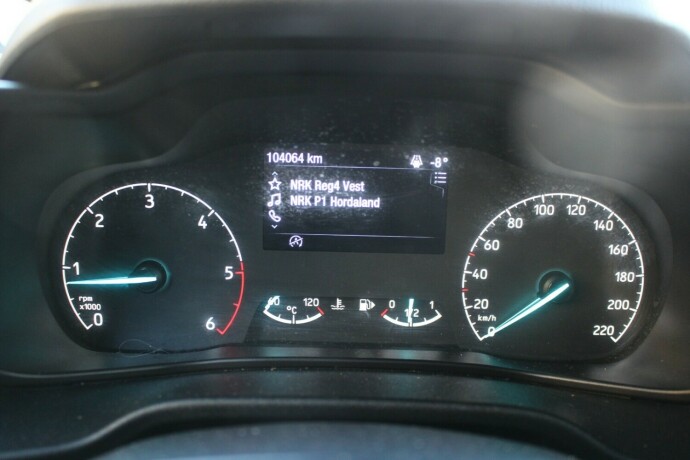 104064 km -8°
NRK Reg4 Vest
NRK P1 Hordaland
0 1 2 3 4 5 6
rpm
x1000
60 120
°C
0 1/2 1
0 20 40 60 80 100 120 140 160 180 200 220
km/h